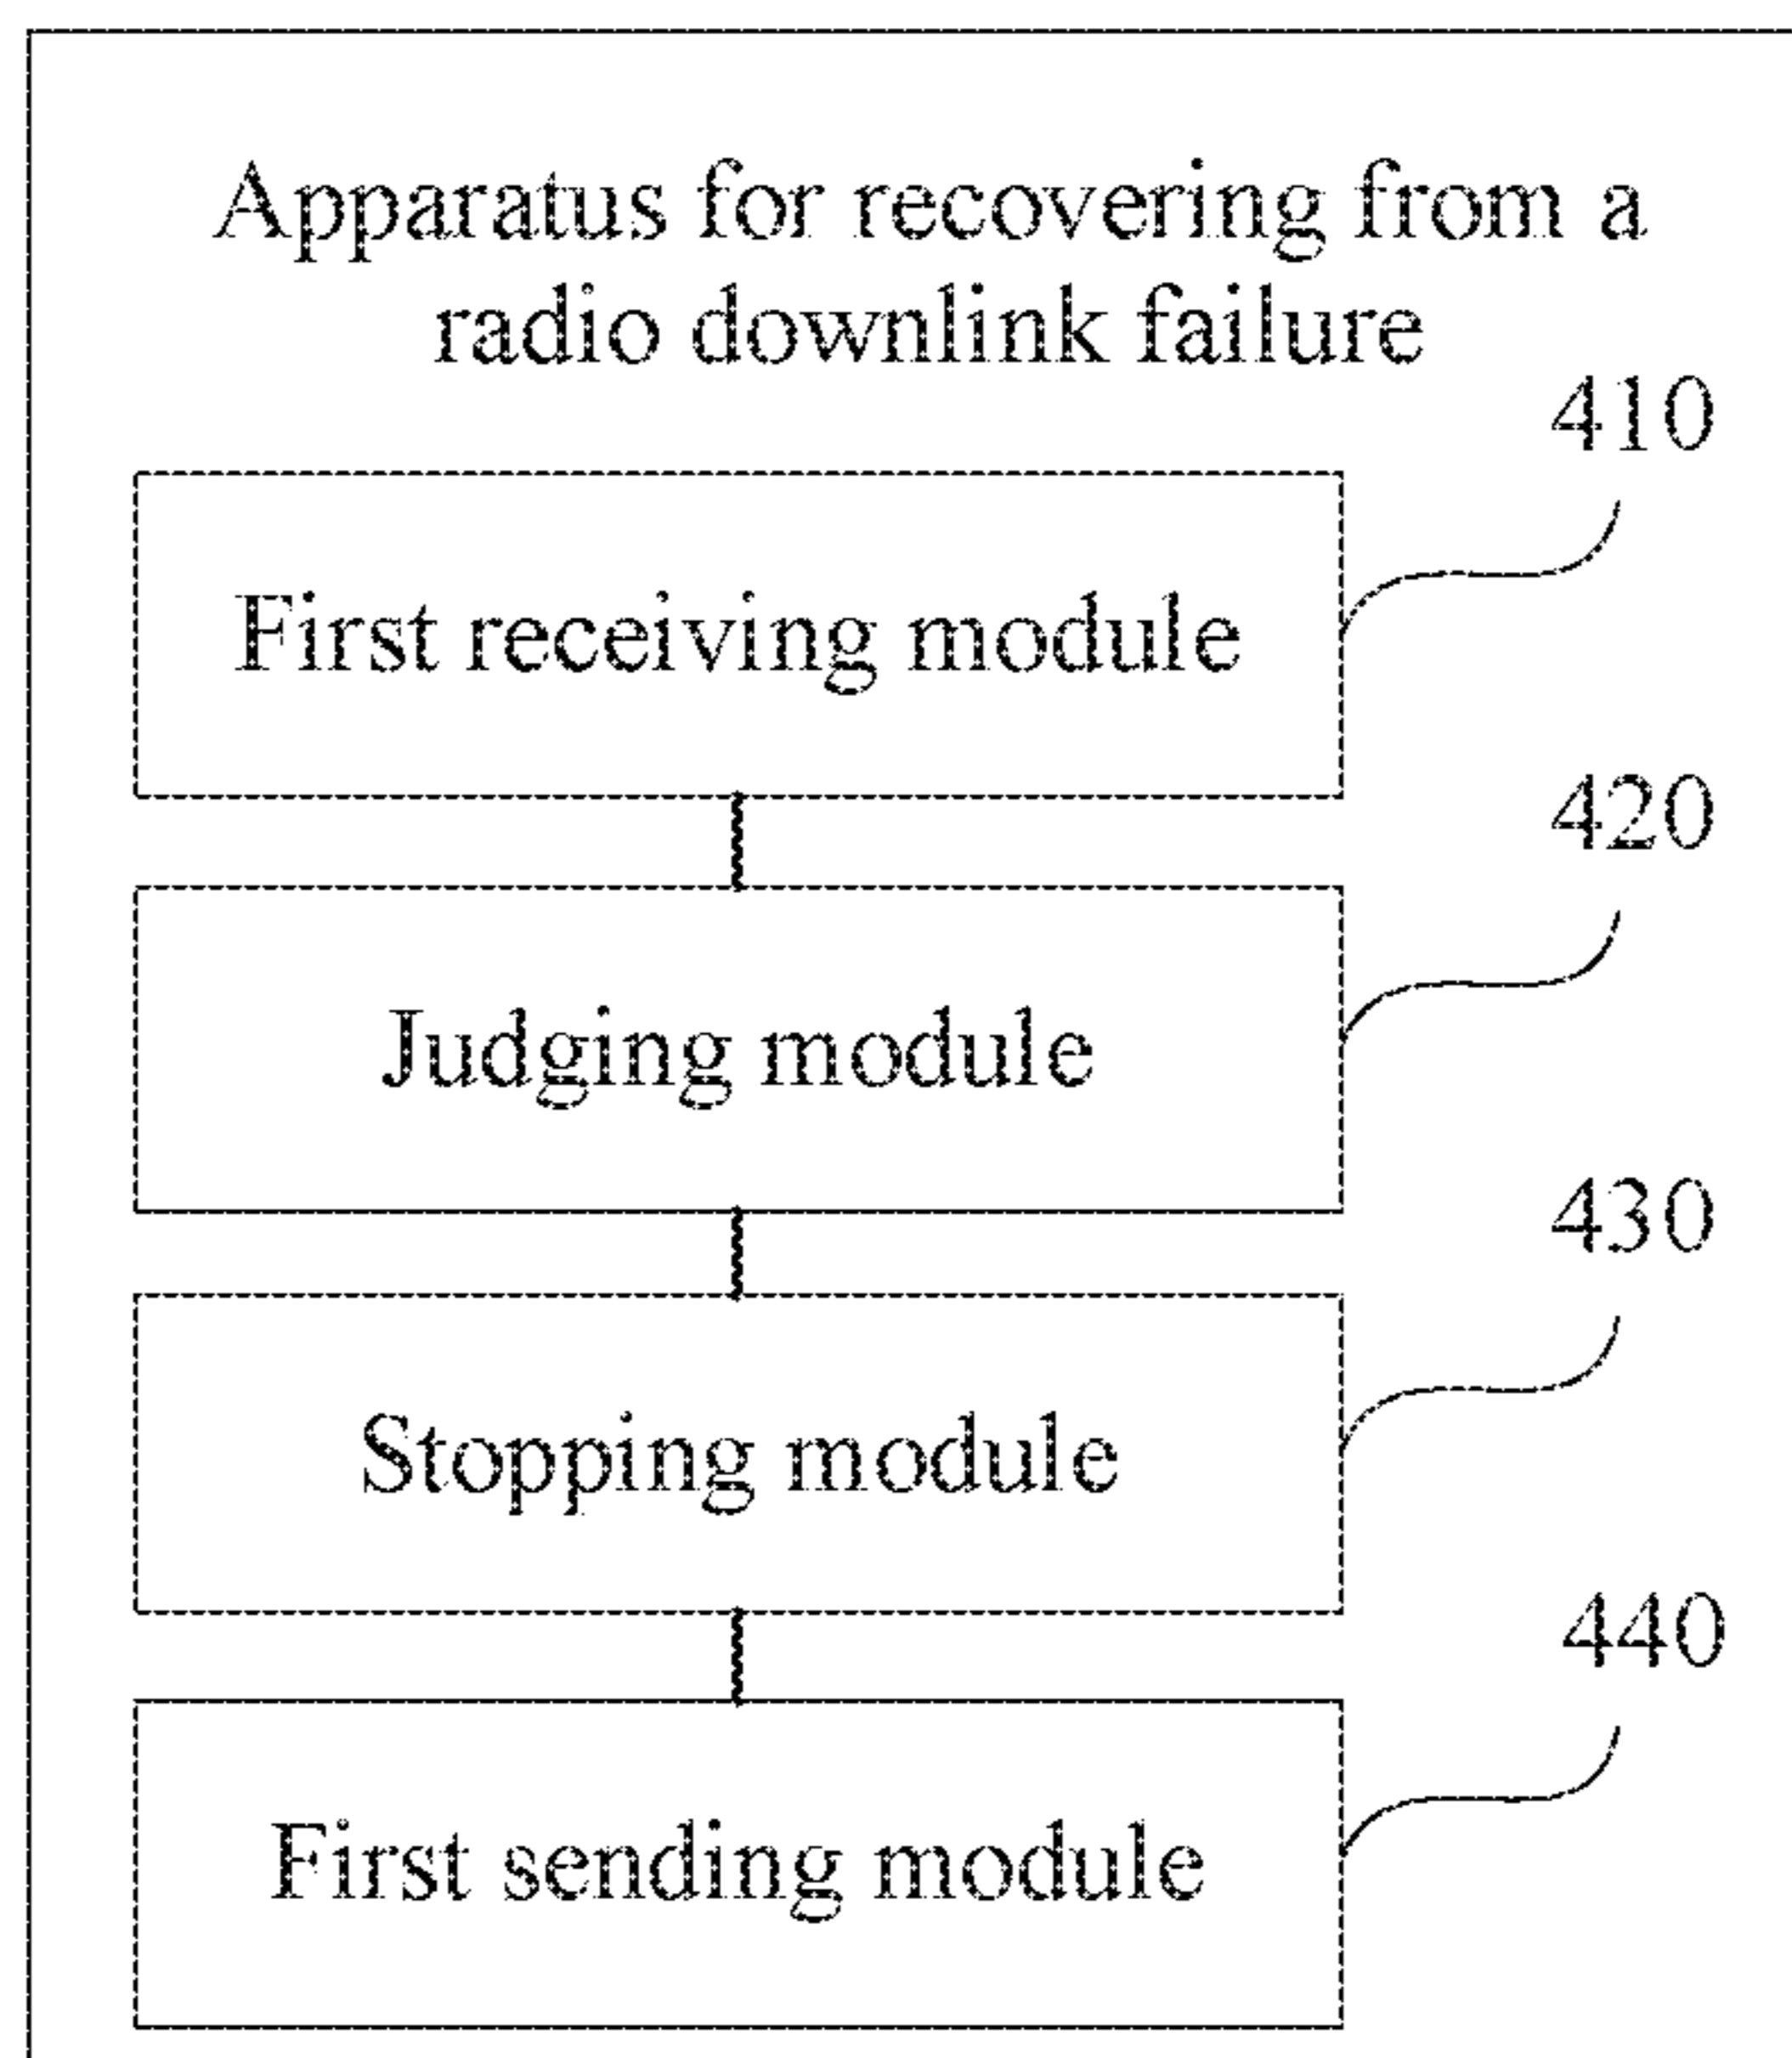 Apparatus for recovering from a
radio downlink failure
410
First receiving module
420
Judging module
430
Stopping module
440
First sending module